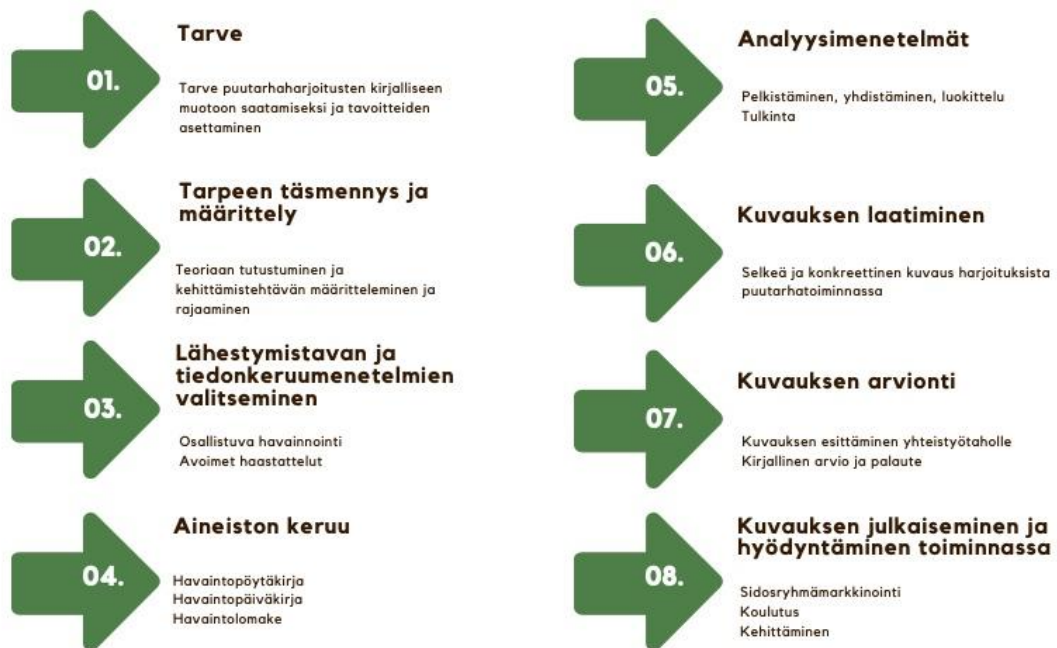 01.
Tarve
Tarve puutarhaharjoitusten kirjalliseen
muotoon saatamiseksi ja tavoitteiden
asettaminen
02.
Tarpeen täsmennys ja
määrittely
Teoriaan tutustuminen ja
kehittämistehtävän määritteleminen ja
rajaaminen
03.
Lähestymistavan ja
tiedonkeruumenetelmien
valitseminen
Osallistuva havainnointi
Avoimet haastattelut
04.
Aineiston keruu
Havaintopöytäkirja
Havaintopäiväkirja
Havaintolomake
05.
Analyysimenetelmät
Pelkistäminen, yhdistäminen, luokittelu
Tulkinta
06.
Kuvauksen laatiminen
Selkeä ja konkreettinen kuvaus harjoituksista
puutarhatoiminnassa
07.
Kuvauksen arvionti
Kuvauksen esittäminen yhteistyötaholle
Kirjallinen arvio ja palaute
08.
Kuvauksen julkaiseminen ja
hyödyntäminen toiminnassa
Sidosryhmämarkkinointi
Koulutus
Kehittäminen